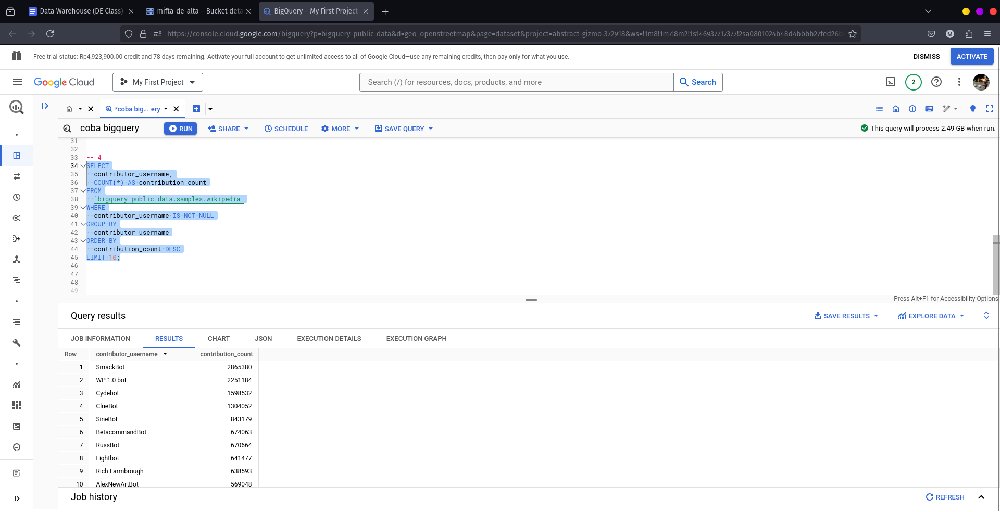 Data Warehouse (DE Class)
mifta-de-alta – Bucket deta
BigQuery – My First Project
https://console.cloud.google.com/bigquery?p=bigquery-public-data&d=geo_openstreetmap&page=dataset&project=abstract-gizmo-372918&ws=!1m8!1m7!8m2!1s146937717377!2sa0801024b48d4bbbb27fed26b
M
Free trial status: Rp4,923,900.00 credit and 78 days remaining. Activate your full account to get unlimited access to all of Google Cloud—use any remaining credits, then pay only for what you use.
DISMISS
ACTIVATE
Google Cloud
My First Project
Search (/) for resources, docs, products, and more
Search
2
*coba big... ery
coba bigquery
RUN
SHARE
SCHEDULE
MORE
SAVE QUERY
This query will process 2.49 GB when run.
31
32
33 -- 4
34 SELECT
35 contributor_username,
36 COUNT(*) AS contribution_count
37 FROM
38 `bigquery-public-data.samples.wikipedia`
39 WHERE
40 contributor_username IS NOT NULL
41 GROUP BY
42 contributor_username
43 ORDER BY
44 contribution_count DESC
45 LIMIT 10;
46
47
48
49
Press Alt+F1 for Accessibility Options
Query results
SAVE RESULTS
EXPLORE DATA
JOB INFORMATION
RESULTS
CHART
JSON
EXECUTION DETAILS
EXECUTION GRAPH
Row contributor_username contribution_count
1 SmackBot 2865380
2 WP 1.0 bot 2251184
3 Cydebot 1598532
4 ClueBot 1304052
5 SineBot 843179
6 BetacommandBot 674063
7 RussBot 670664
8 Lightbot 641477
9 Rich Farmbrough 638593
10 AlexNewArtBot 569048
Job history
REFRESH